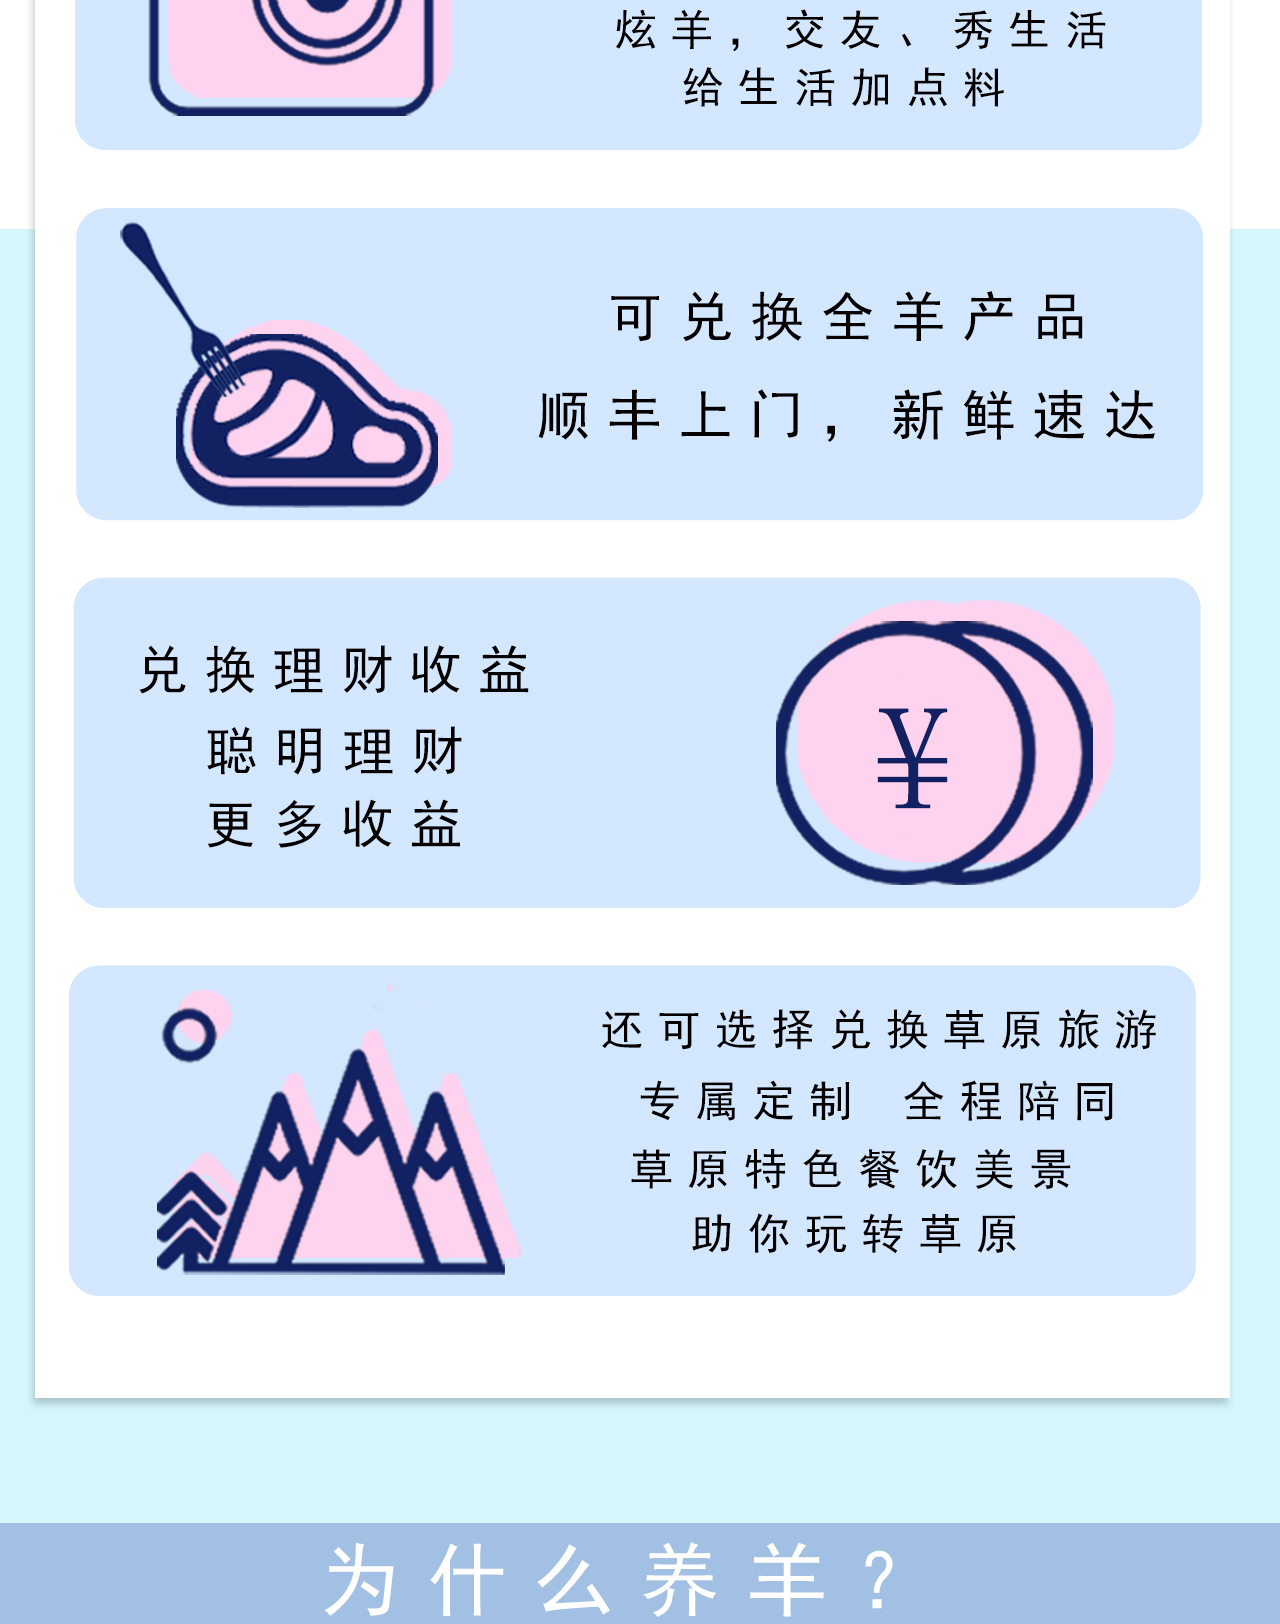 炫羊，交友、秀生活
给生活加点料
可兑换全羊产品
顺丰上门，新鲜速达
兑换理财收益
聪明理财
更多收益
¥
还可选择兑换草原旅游
专属定制 全程陪同
草原特色餐饮美景
助你玩转草原
为什么养羊？